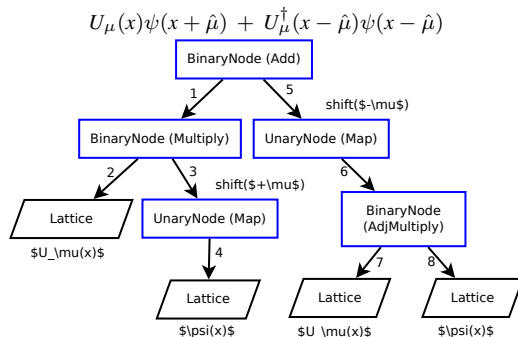 U_μ(x)ψ(x + μ̂) + U_μ^†(x − μ̂)ψ(x − μ̂)
BinaryNode (Add)
1
5
shift($-\mu$)
BinaryNode (Multiply)
UnaryNode (Map)
2
3
6
shift($+\mu$)
Lattice
UnaryNode (Map)
BinaryNode
(AdjMultiply)
$U_\mu(x)$
4
7
8
Lattice
Lattice
Lattice
$\psi(x)$
$U_\mu(x)$
$\psi(x)$